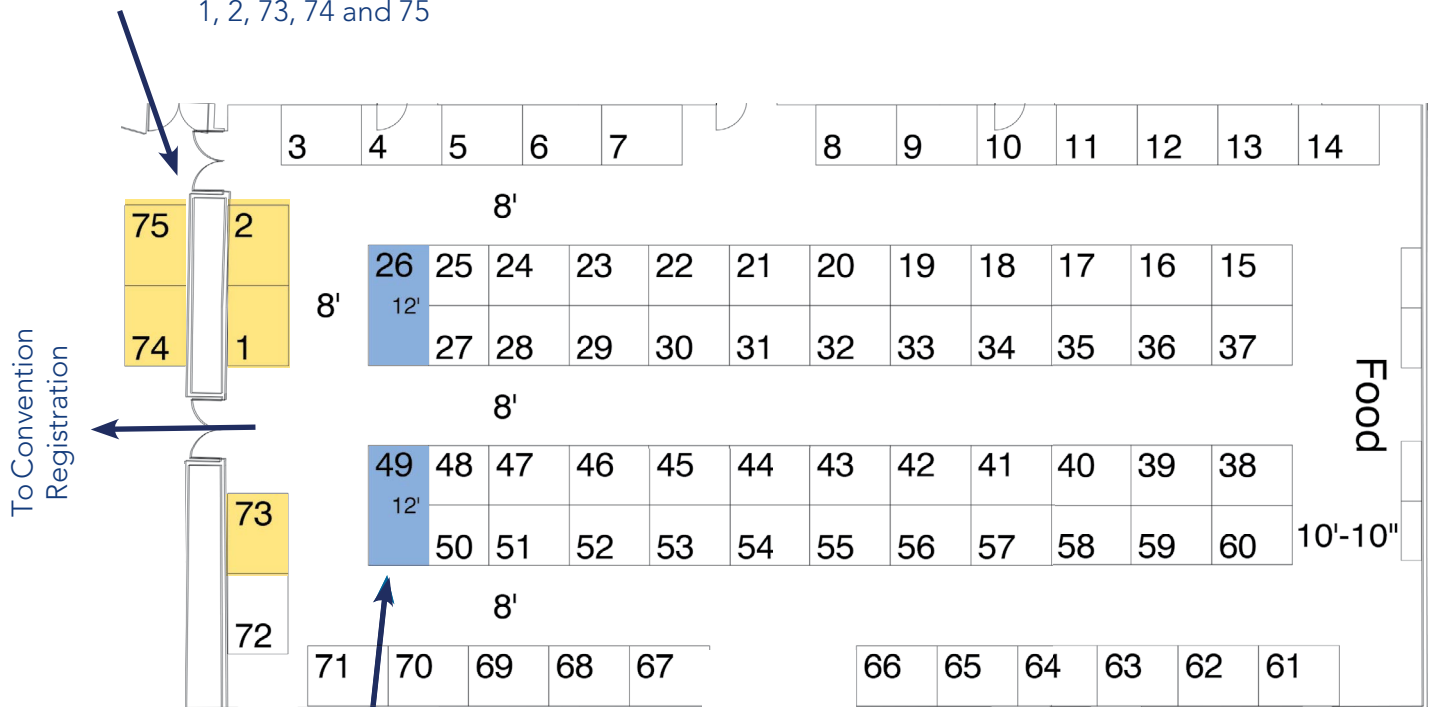 1, 2, 73, 74 and 75
3 4 5 6 7 8 9 10 11 12 13 14
8'
75 2
26 25 24 23 22 21 20 19 18 17 16 15
8' 12'
74 1 27 28 29 30 31 32 33 34 35 36 37
To Convention
Registration
8'
Food
49 48 47 46 45 44 43 42 41 40 39 38
12'
73
50 51 52 53 54 55 56 57 58 59 60 10'-10"
8'
72
71 70 69 68 67 66 65 64 63 62 61